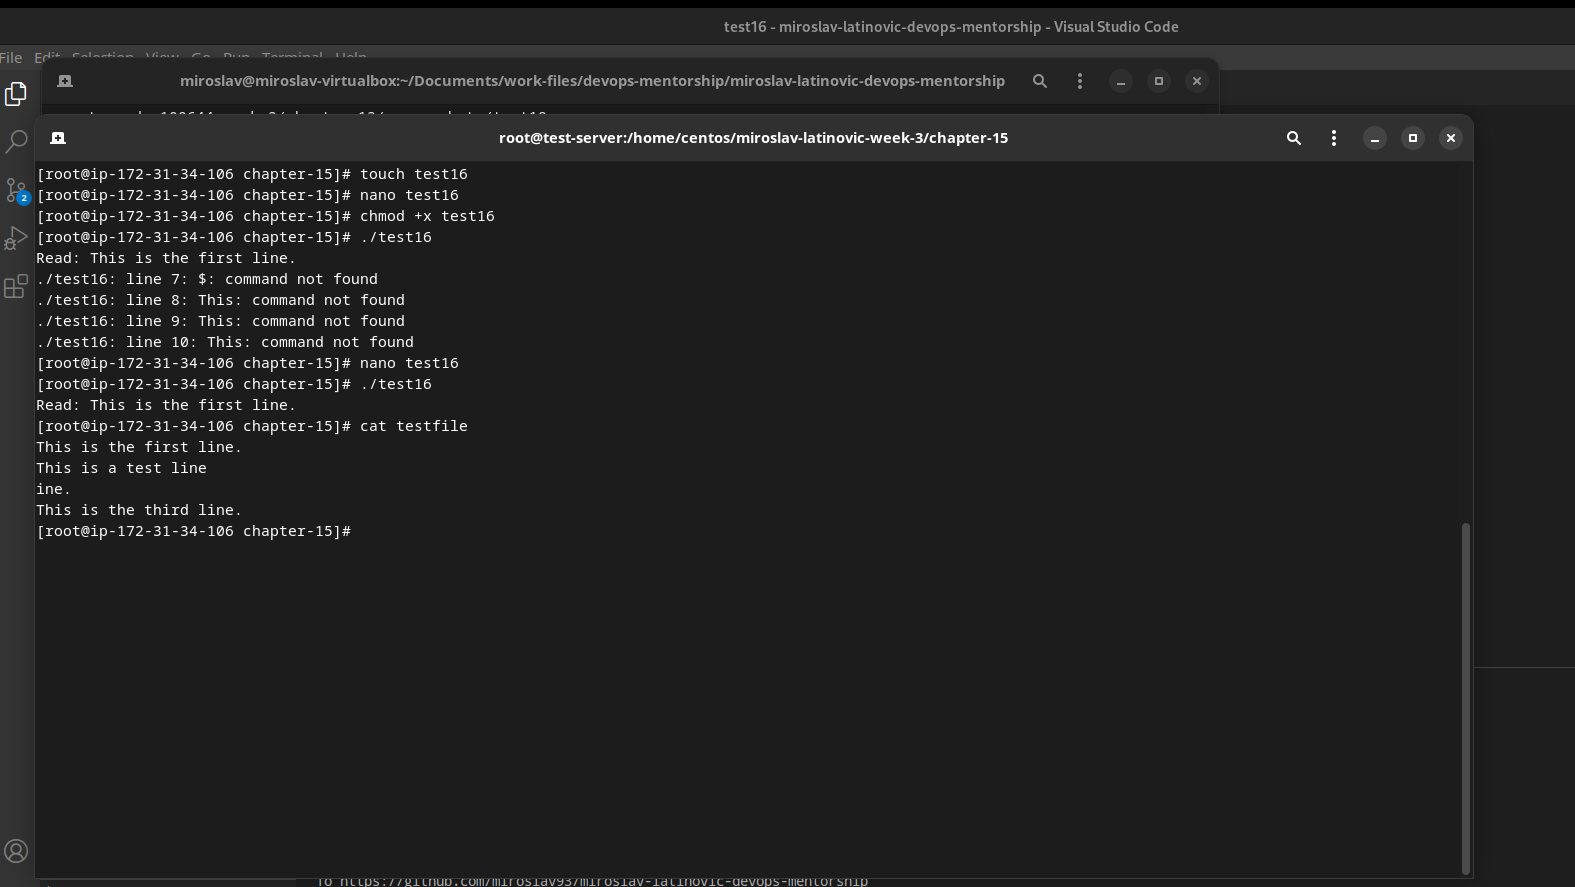 test16 - miroslav-latinovic-devops-mentorship - Visual Studio Code
File Edit Selection View Go Run Terminal Help
miroslav@miroslav-virtualbox:~/Documents/work-files/devops-mentorship/miroslav-latinovic-devops-mentorship
root@test-server:/home/centos/miroslav-latinovic-week-3/chapter-15
[root@ip-172-31-34-106 chapter-15]# touch test16
[root@ip-172-31-34-106 chapter-15]# nano test16
[root@ip-172-31-34-106 chapter-15]# chmod +x test16
[root@ip-172-31-34-106 chapter-15]# ./test16
Read: This is the first line.
./test16: line 7: $: command not found
./test16: line 8: This: command not found
./test16: line 9: This: command not found
./test16: line 10: This: command not found
[root@ip-172-31-34-106 chapter-15]# nano test16
[root@ip-172-31-34-106 chapter-15]# ./test16
Read: This is the first line.
[root@ip-172-31-34-106 chapter-15]# cat testfile
This is the first line.
This is a test line
ine.
This is the third line.
[root@ip-172-31-34-106 chapter-15]#
2
To https://github.com/miroslav93/miroslav-latinovic-devops-mentorship